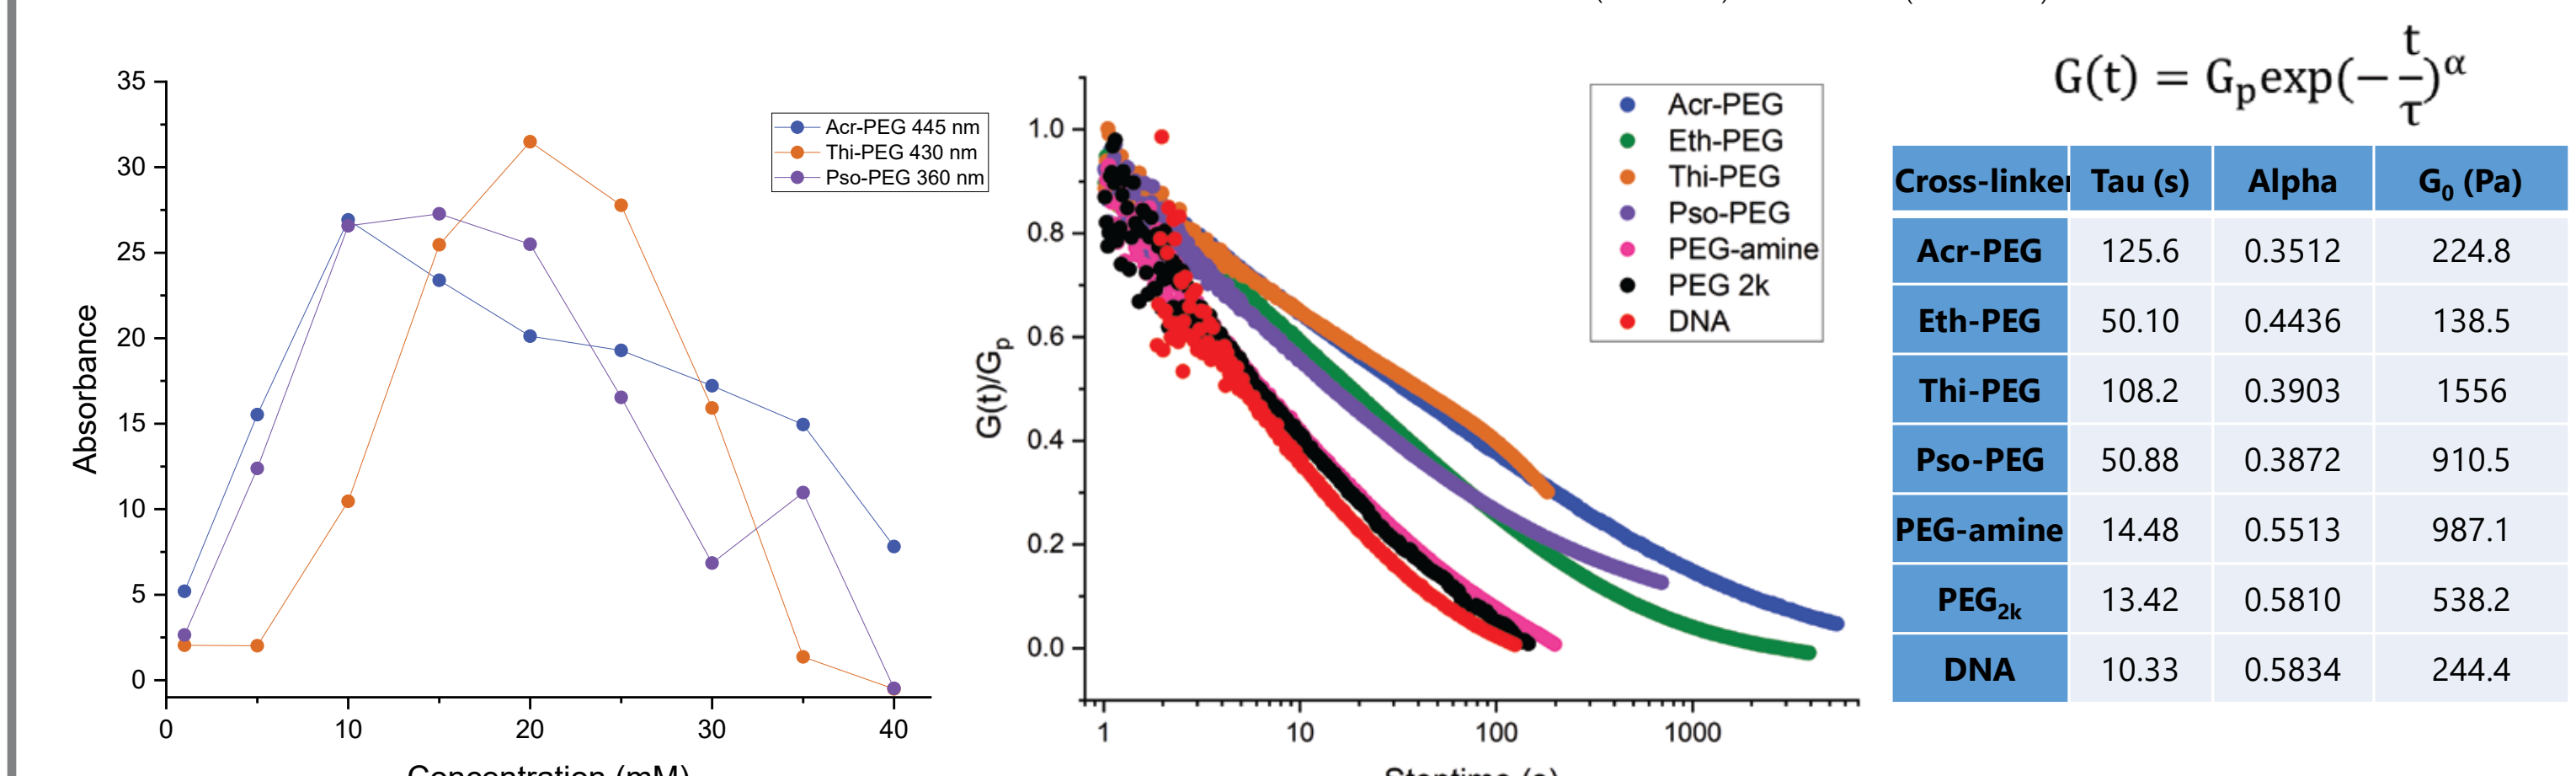 35
30
25
20
15
10
5
0
Absorbance
0 10 20 30 40
Acr-PEG 445 nm
Thi-PEG 430 nm
Pso-PEG 360 nm
1.0
0.8
0.6
0.4
0.2
0.0
G(t)/Gp
1 10 100 1000
Acr-PEG
Eth-PEG
Thi-PEG
Pso-PEG
PEG-amine
PEG 2k
DNA
G(t) = Gpexp(−t/τ)^α
Cross-linker Tau (s) Alpha G0 (Pa)
Acr-PEG 125.6 0.3512 224.8
Eth-PEG 50.10 0.4436 138.5
Thi-PEG 108.2 0.3903 1556
Pso-PEG 50.88 0.3872 910.5
PEG-amine 14.48 0.5513 987.1
PEG2k 13.42 0.5810 538.2
DNA 10.33 0.5834 244.4
Concentration (mM)